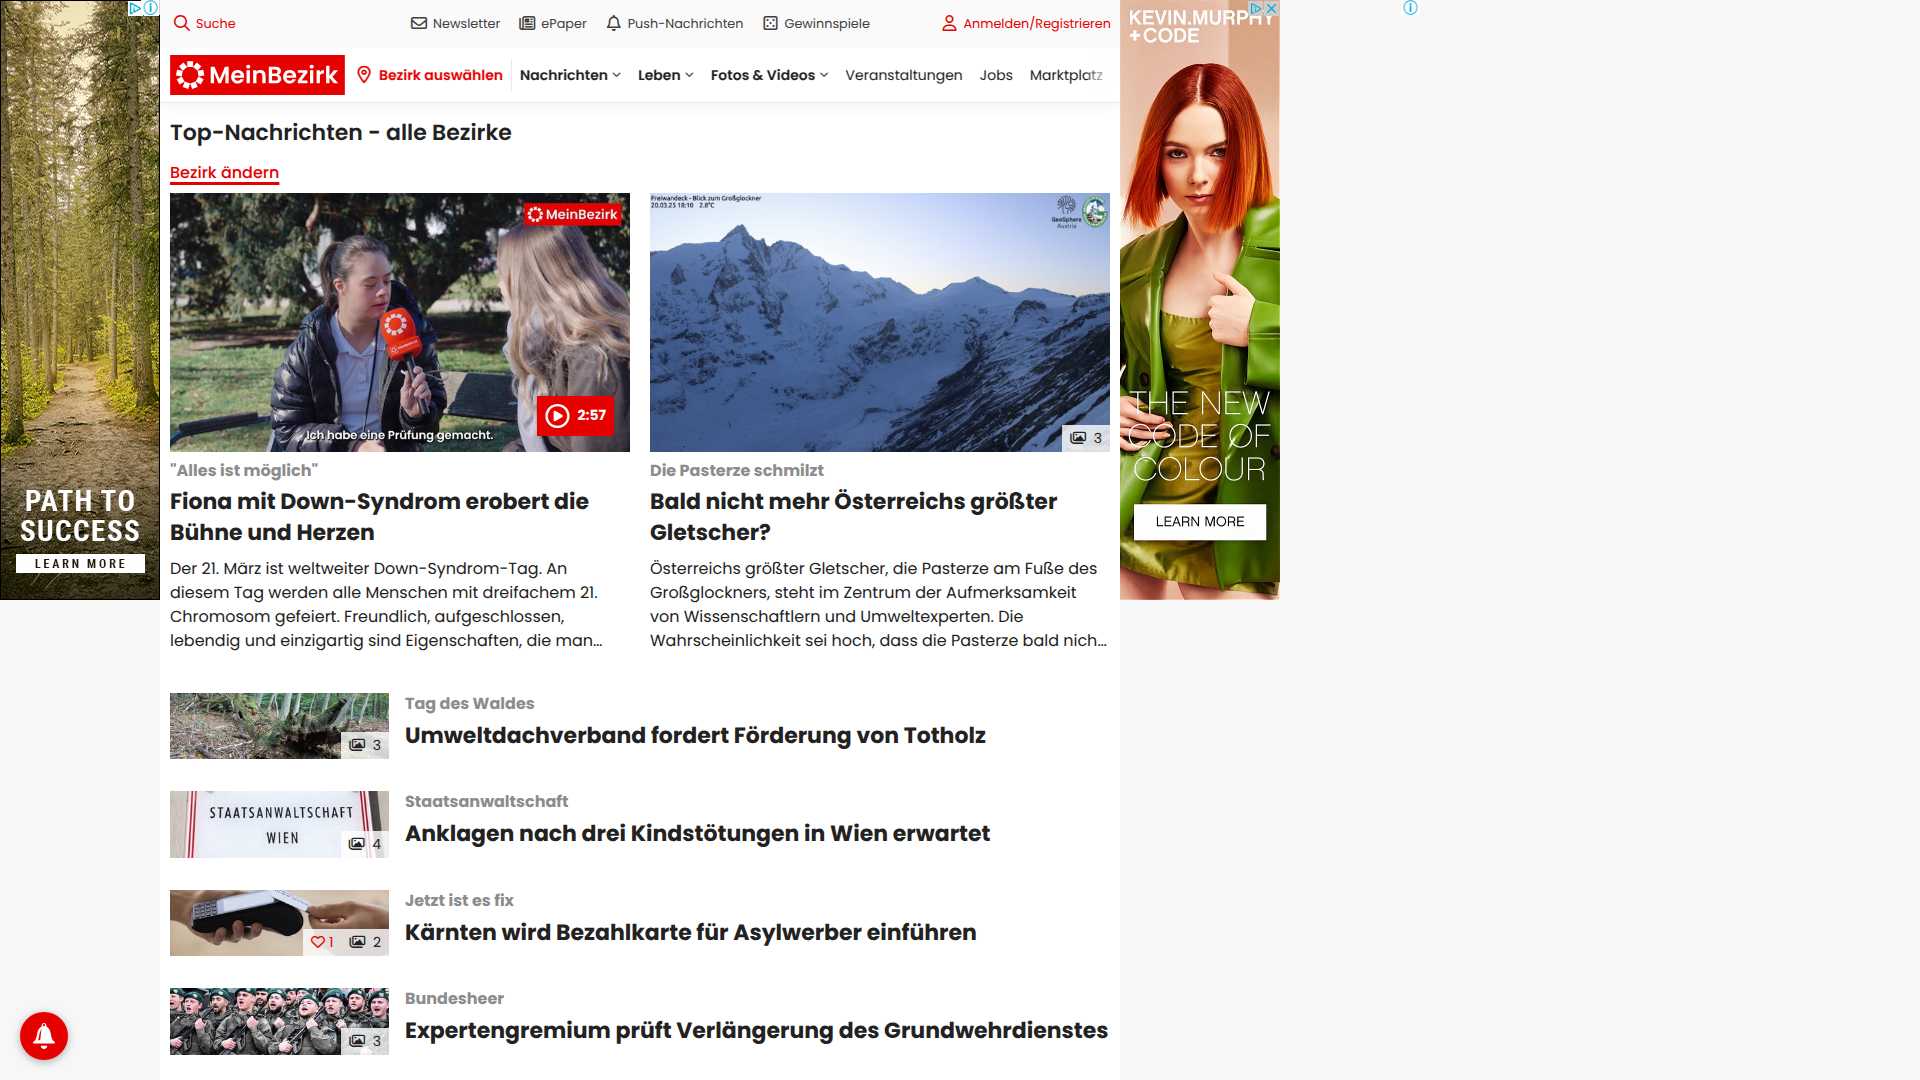 Suche
Newsletter
ePaper
Push-Nachrichten
Gewinnspiele
Anmelden/Registrieren
MeinBezirk
Bezirk auswählen
Nachrichten
Leben
Fotos & Videos
Veranstaltungen
Jobs
Marktplatz
Top-Nachrichten - alle Bezirke
Bezirk ändern
MeinBezirk
Ich habe eine Prüfung gemacht.
2:57
"Alles ist möglich"
Fiona mit Down-Syndrom erobert die
Bühne und Herzen
Der 21. März ist weltweiter Down-Syndrom-Tag. An
diesem Tag werden alle Menschen mit dreifachem 21.
Chromosom gefeiert. Freundlich, aufgeschlossen,
lebendig und einzigartig sind Eigenschaften, die man...
Freiwandeck - Blick zum Großglockner
20.03.25 18:10 2.8°C
GeoSphere
Austria
3
Die Pasterze schmilzt
Bald nicht mehr Österreichs größter
Gletscher?
Österreichs größter Gletscher, die Pasterze am Fuße des
Großglockners, steht im Zentrum der Aufmerksamkeit
von Wissenschaftlern und Umweltexperten. Die
Wahrscheinlichkeit sei hoch, dass die Pasterze bald nich...
3
Tag des Waldes
Umweltdachverband fordert Förderung von Totholz
STAATSANWALTSCHAFT
WIEN
4
Staatsanwaltschaft
Anklagen nach drei Kindstötungen in Wien erwartet
1
2
Jetzt ist es fix
Kärnten wird Bezahlkarte für Asylwerber einführen
3
Bundesheer
Expertengremium prüft Verlängerung des Grundwehrdienstes
PATH TO
SUCCESS
LEARN MORE
KEVIN.MURPHY
+CODE
THE NEW
CODE OF
COLOUR
LEARN MORE